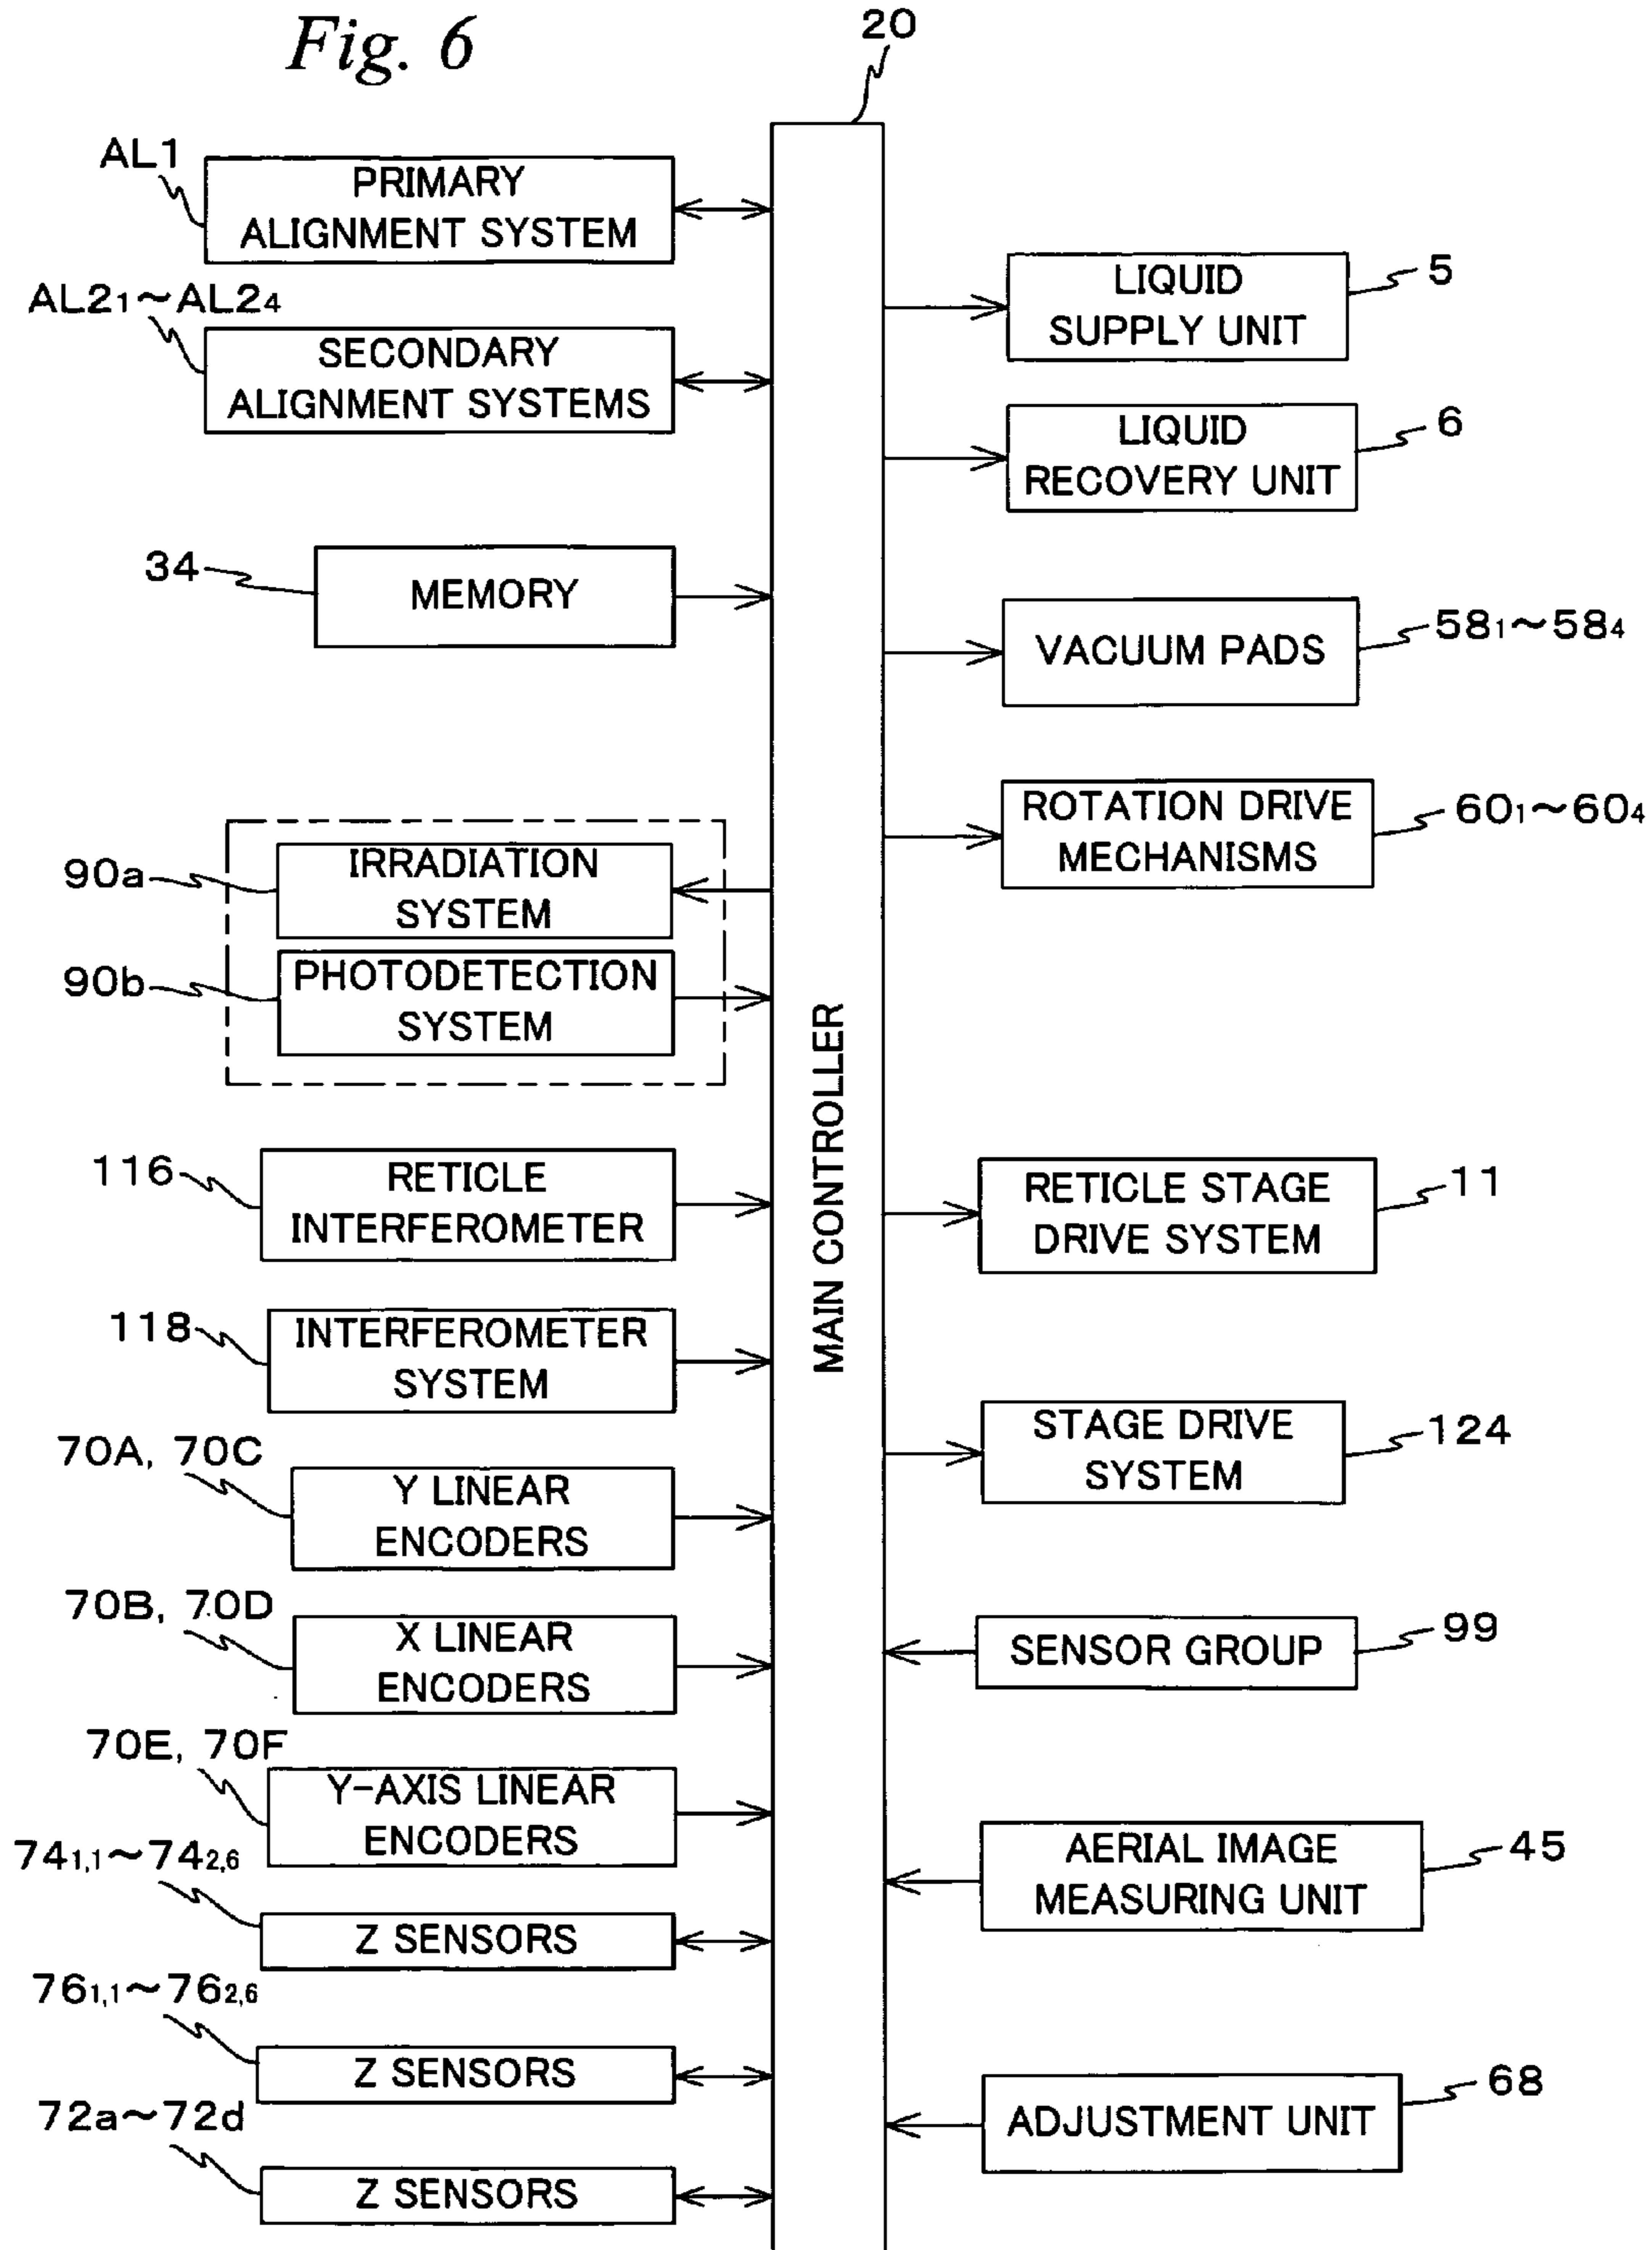 Fig. 6
20
AL1
PRIMARY
ALIGNMENT SYSTEM
AL2₁~AL2₄
SECONDARY
ALIGNMENT SYSTEMS
34
MEMORY
90a
IRRADIATION
SYSTEM
90b
PHOTODETECTION
SYSTEM
116
RETICLE
INTERFEROMETER
118
INTERFEROMETER
SYSTEM
70A, 70C
Y LINEAR
ENCODERS
70B, 70D
X LINEAR
ENCODERS
70E, 70F
Y-AXIS LINEAR
ENCODERS
74₁,₁~74₂,₆
Z SENSORS
76₁,₁~76₂,₆
Z SENSORS
72a~72d
Z SENSORS
MAIN CONTROLLER
LIQUID
SUPPLY UNIT
5
LIQUID
RECOVERY UNIT
6
VACUUM PADS
58₁~58₄
ROTATION DRIVE
MECHANISMS
60₁~60₄
RETICLE STAGE
DRIVE SYSTEM
11
STAGE DRIVE
SYSTEM
124
SENSOR GROUP
99
AERIAL IMAGE
MEASURING UNIT
45
ADJUSTMENT UNIT
68